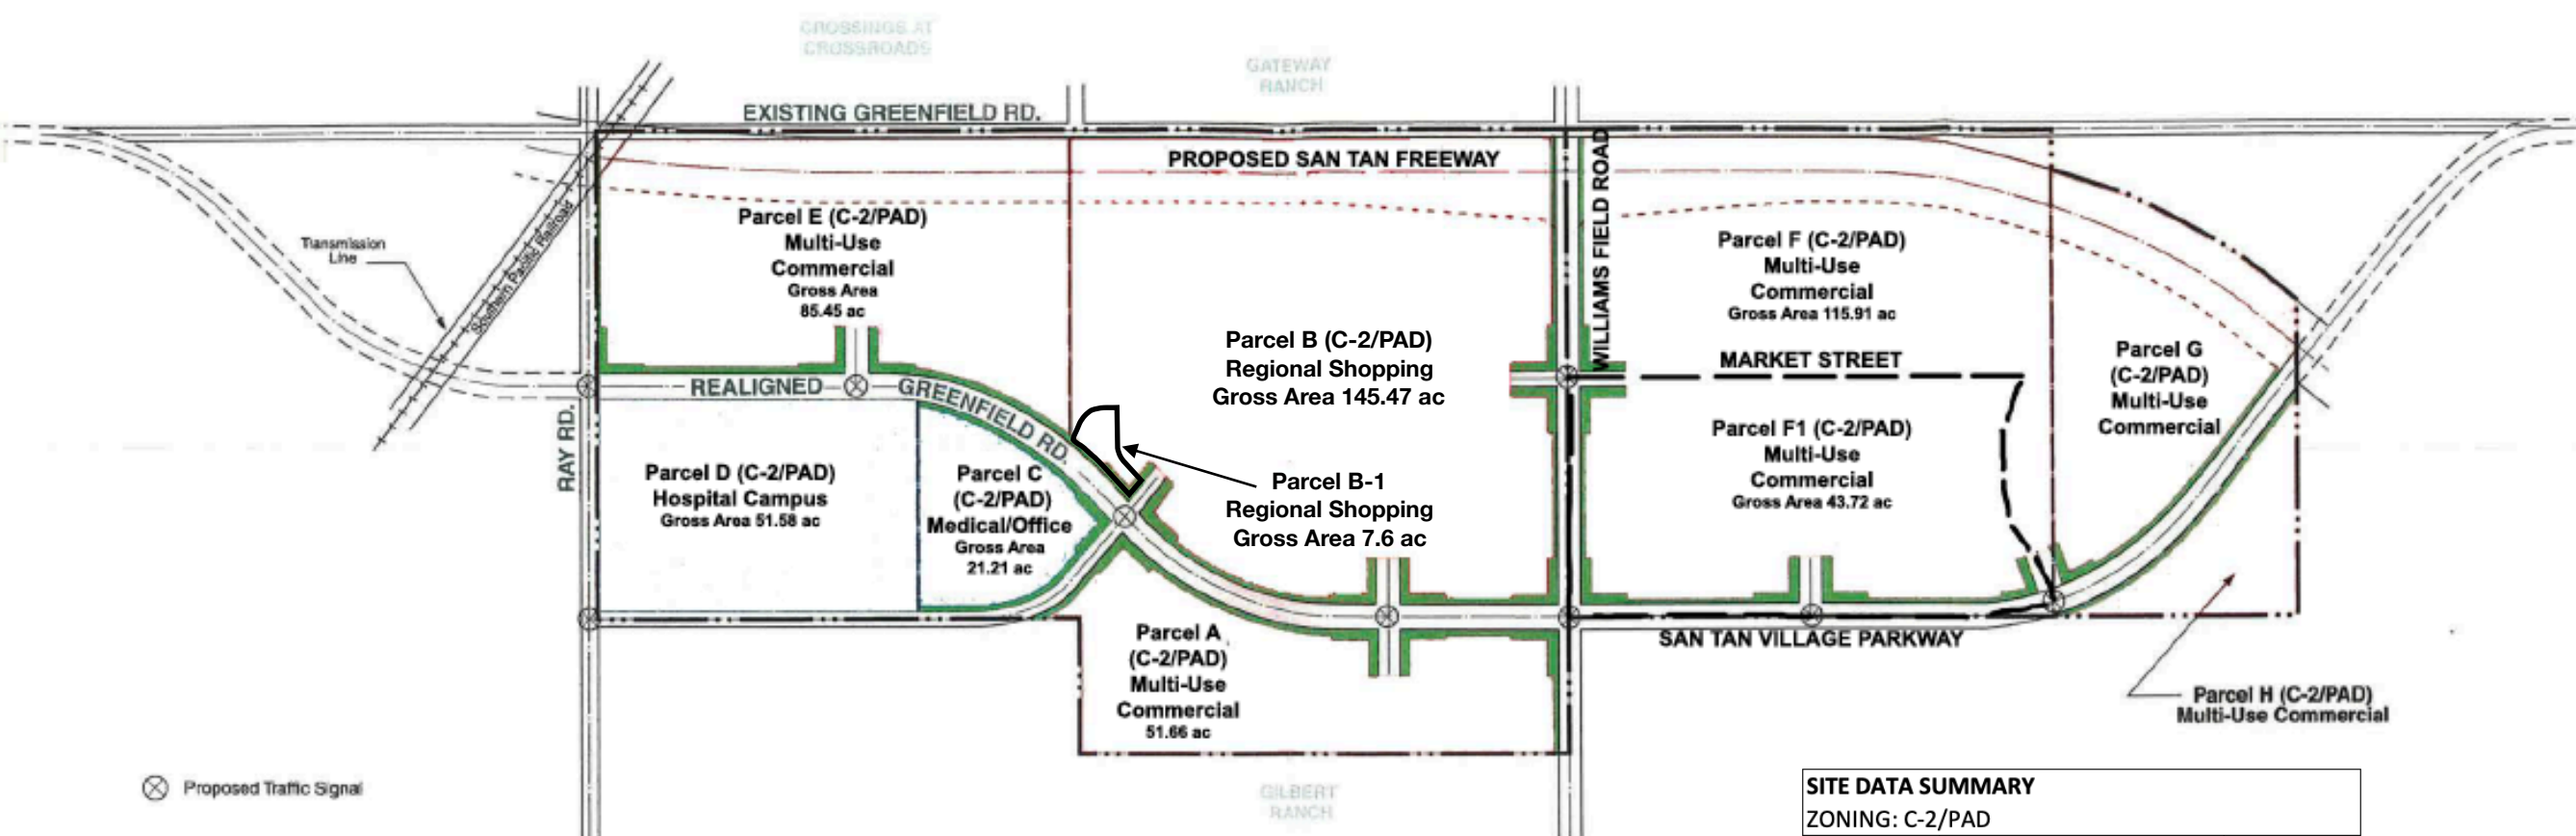 CROSSINGS AT
CROSSROADS
GATEWAY
RANCH
EXISTING GREENFIELD RD.
PROPOSED SAN TAN FREEWAY
WILLIAMS FIELD ROAD
Transmission
Line
Southern Pacific Railroad
Parcel E (C-2/PAD)
Multi-Use
Commercial
Gross Area
85.45 ac
Parcel B (C-2/PAD)
Regional Shopping
Gross Area 145.47 ac
Parcel F (C-2/PAD)
Multi-Use
Commercial
Gross Area 115.91 ac
MARKET STREET
Parcel G
(C-2/PAD)
Multi-Use
Commercial
REALIGNED
GREENFIELD RD.
RAY RD.
Parcel D (C-2/PAD)
Hospital Campus
Gross Area 51.58 ac
Parcel C
(C-2/PAD)
Medical/Office
Gross Area
21.21 ac
Parcel B-1
Regional Shopping
Gross Area 7.6 ac
Parcel F1 (C-2/PAD)
Multi-Use
Commercial
Gross Area 43.72 ac
Parcel A
(C-2/PAD)
Multi-Use
Commercial
51.66 ac
SAN TAN VILLAGE PARKWAY
Parcel H (C-2/PAD)
Multi-Use Commercial
Proposed Traffic Signal
GILBERT
RANCH
SITE DATA SUMMARY
ZONING: C-2/PAD